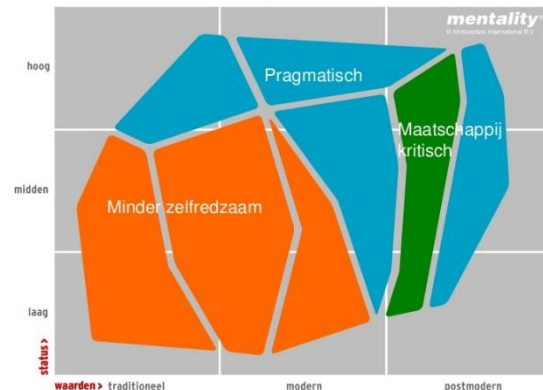 mentality
© Motivaction International B.V
hoog
Pragmatisch
Maatschappij
kritisch
midden
Minder zelfredzaam
laag
status >
waarden > traditioneel
modern
postmodern